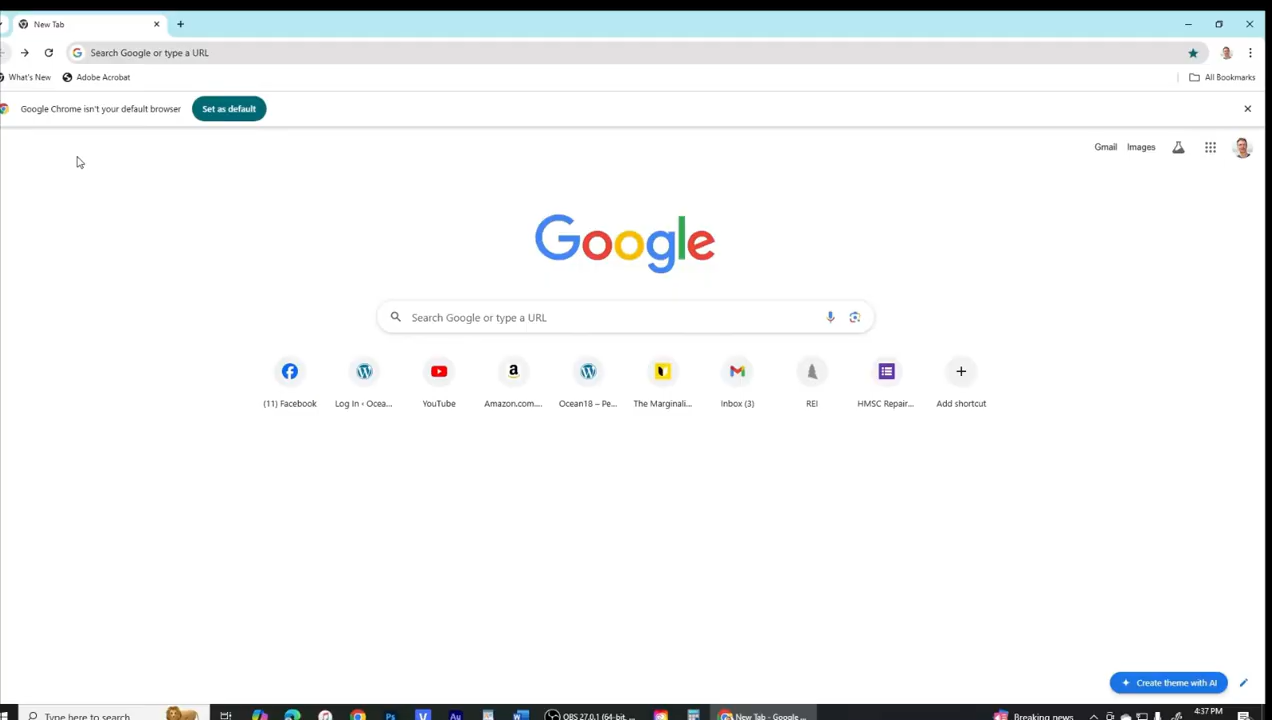 New Tab
Search Google or type a URL
What's New
Adobe Acrobat
All Bookmarks
Google Chrome isn't your default browser
Set as default
Gmail
Images
Google
Search Google or type a URL
(11) Facebook
Log In ‹ Ocea...
YouTube
Amazon.com....
Ocean18 – Pe...
The Marginali...
Inbox (3)
REI
HMSC Repair...
Add shortcut
Create theme with AI
Type here to search
Ps
V
Au
W
OBS 27.0.1 (64-bit, ...
New Tab - Google ...
Breaking news
4:37 PM